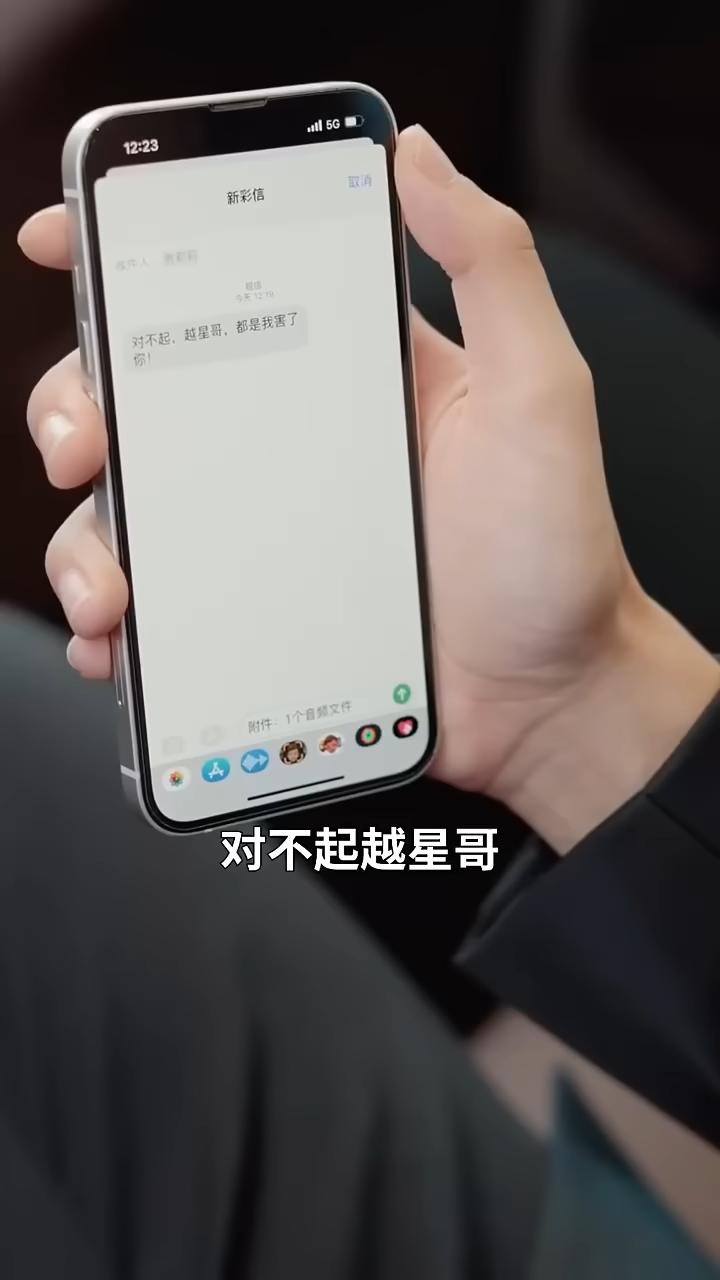 12:23
5G
新彩信
取消
收件人
短信
今天 12:19
对不起，越星哥，都是我害了
你！
附件：1个音频文件
对不起越星哥